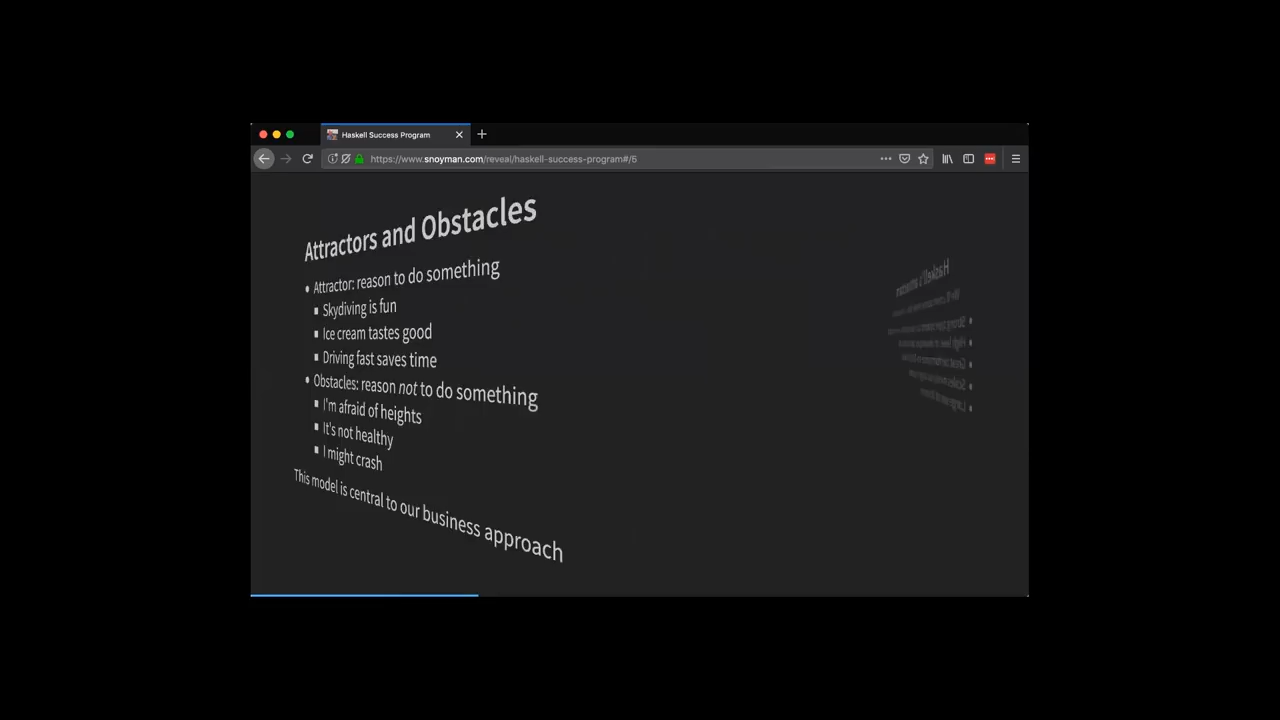 Haskell Success Program
https://www.snoyman.com/reveal/haskell-success-program#/6
Attractors and Obstacles
Attractor: reason to do something
Skydiving is fun
Ice cream tastes good
Driving fast saves time
Obstacles: reason not to do something
I'm afraid of heights
It's not healthy
I might crash
This model is central to our business approach
Haskell's attractors